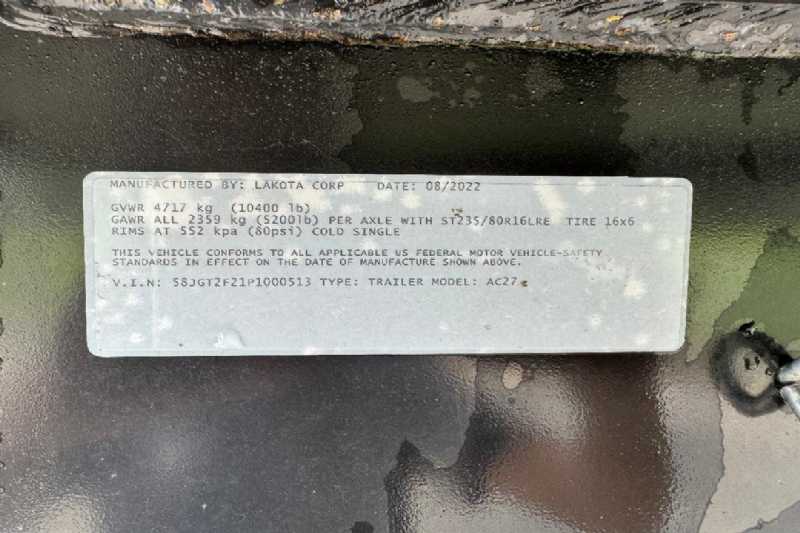 MANUFACTURED BY: LAKOTA CORP DATE: 08/2022
GVWR 4717 kg (10400 lb)
GAWR ALL 2359 kg (5200lb) PER AXLE WITH ST235/80R16LRE TIRE 16x6
RIMS AT 552 kpa (80psi) COLD SINGLE
THIS VEHICLE CONFORMS TO ALL APPLICABLE US FEDERAL MOTOR VEHICLE-SAFETY
STANDARDS IN EFFECT ON THE DATE OF MANUFACTURE SHOWN ABOVE.
V.I.N: 58JGT2F21P1000513 TYPE: TRAILER MODEL: AC27